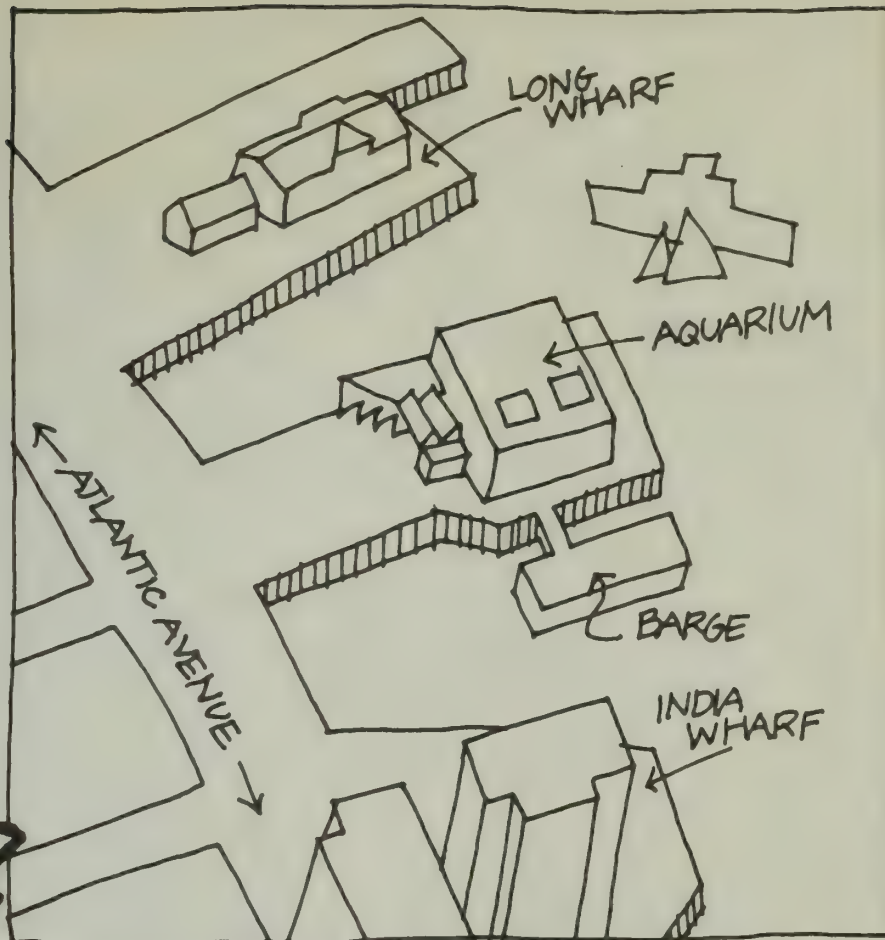 LONG
WHARF
AQUARIUM
ATLANTIC AVENUE
BARGE
INDIA
WHARF